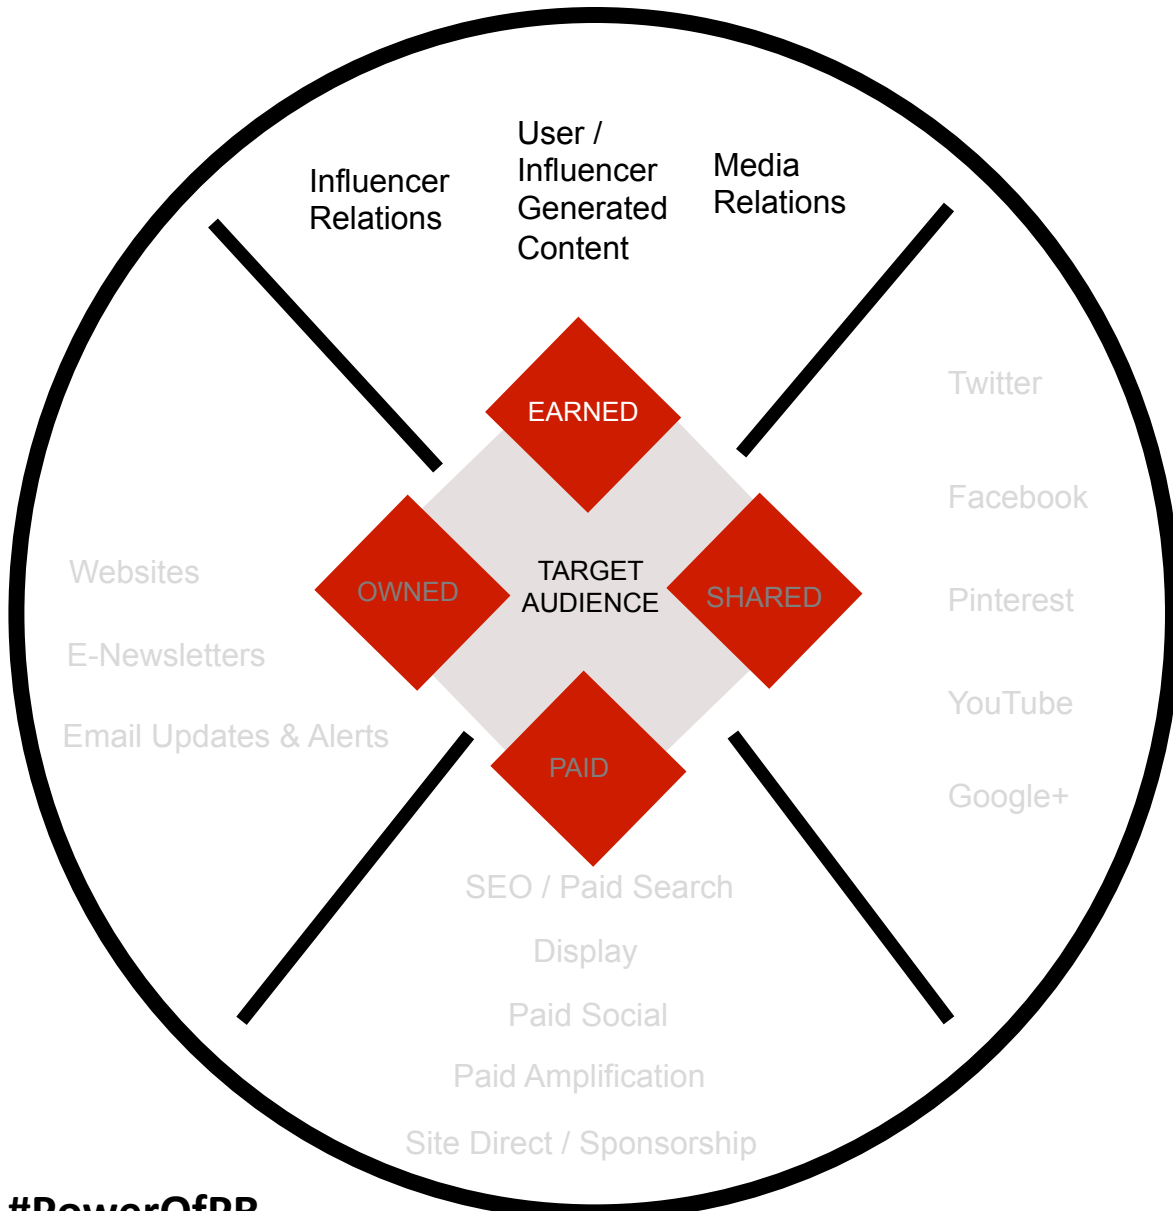 Influencer
Relations
User /
Influencer
Generated
Content
Media
Relations
EARNED
Twitter
Facebook
Pinterest
YouTube
Google+
SHARED
TARGET
AUDIENCE
OWNED
Websites
E-Newsletters
Email Updates & Alerts
PAID
SEO / Paid Search
Display
Paid Social
Paid Amplification
Site Direct / Sponsorship
#PowerOfPR